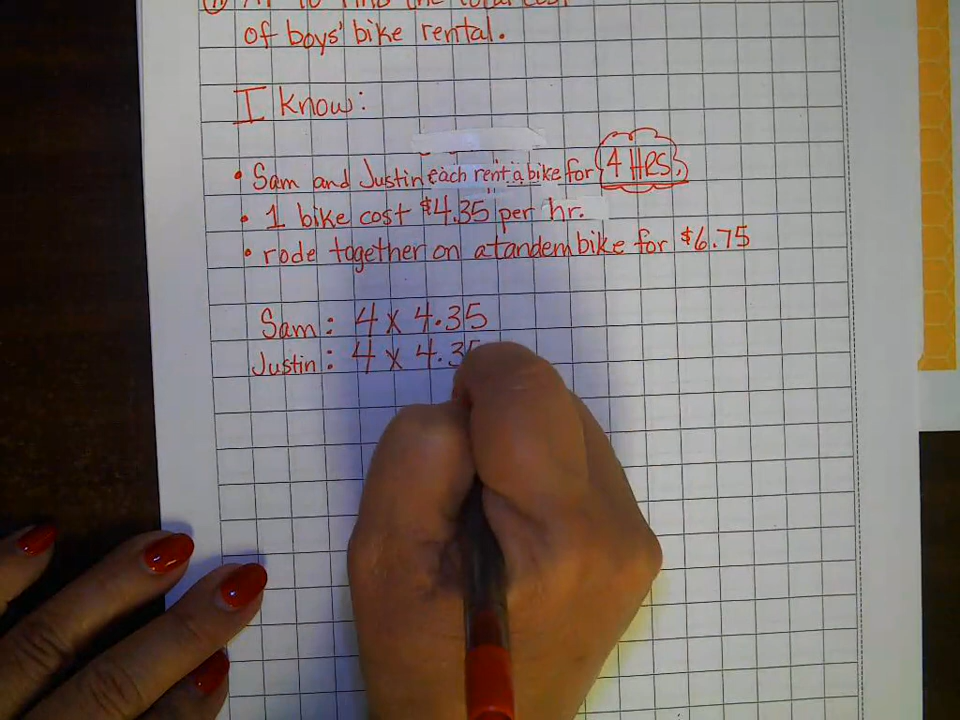 of boys' bike rental.
I know:
• Sam and Justin each rent a bike for 4 Hrs.
• 1 bike cost $4.35 per hr.
• rode together on a tandem bike for $6.75
Sam: 4 x 4.35
Justin: 4 x 4.35